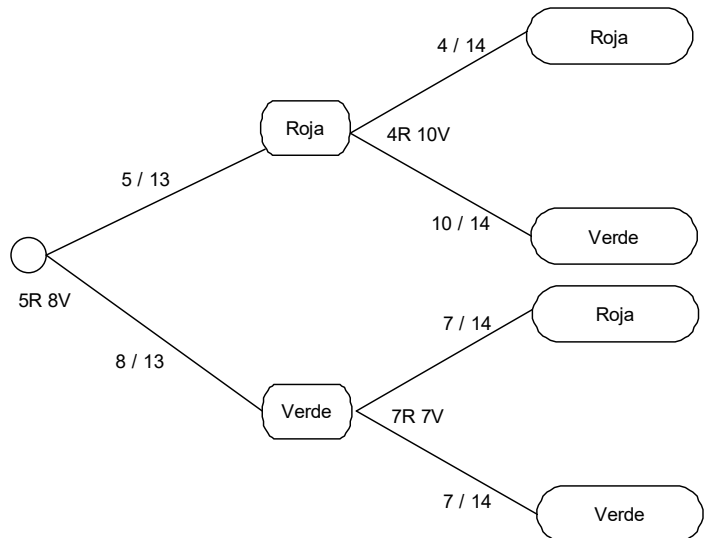 Roja
4 / 14
Roja
4R 10V
5 / 13
10 / 14
Verde
5R 8V
Roja
7 / 14
8 / 13
Verde
7R 7V
7 / 14
Verde